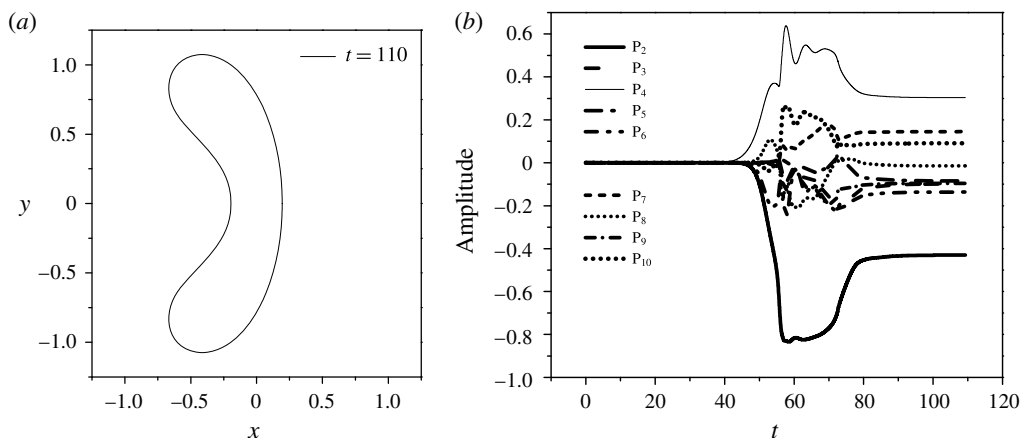 (a)
t = 110
1.0
0.5
y
0
–0.5
–1.0
–1.0
–0.5
0
0.5
1.0
x
(b)
0.6
0.4
0.2
0
–0.2
–0.4
–0.6
–0.8
–1.0
Amplitude
P2
P3
P4
P5
P6
P7
P8
P9
P10
0
20
40
60
80
100
120
t